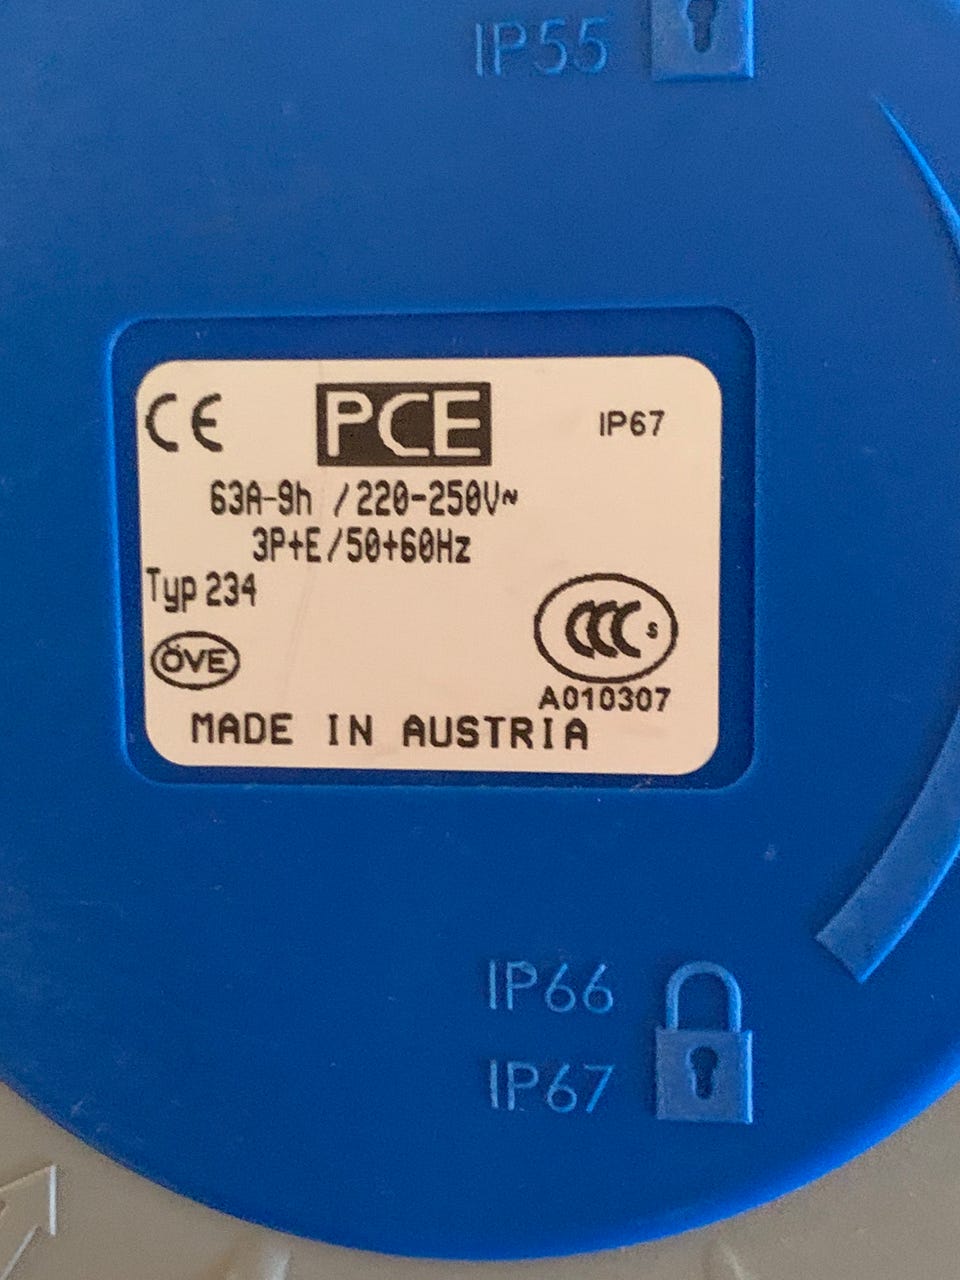 IP55
CE PCE IP67
63A-9h /220-250V~
3P+E/50+60Hz
Typ 234
CCC S
ÖVE
A010307
MADE IN AUSTRIA
IP66
IP67